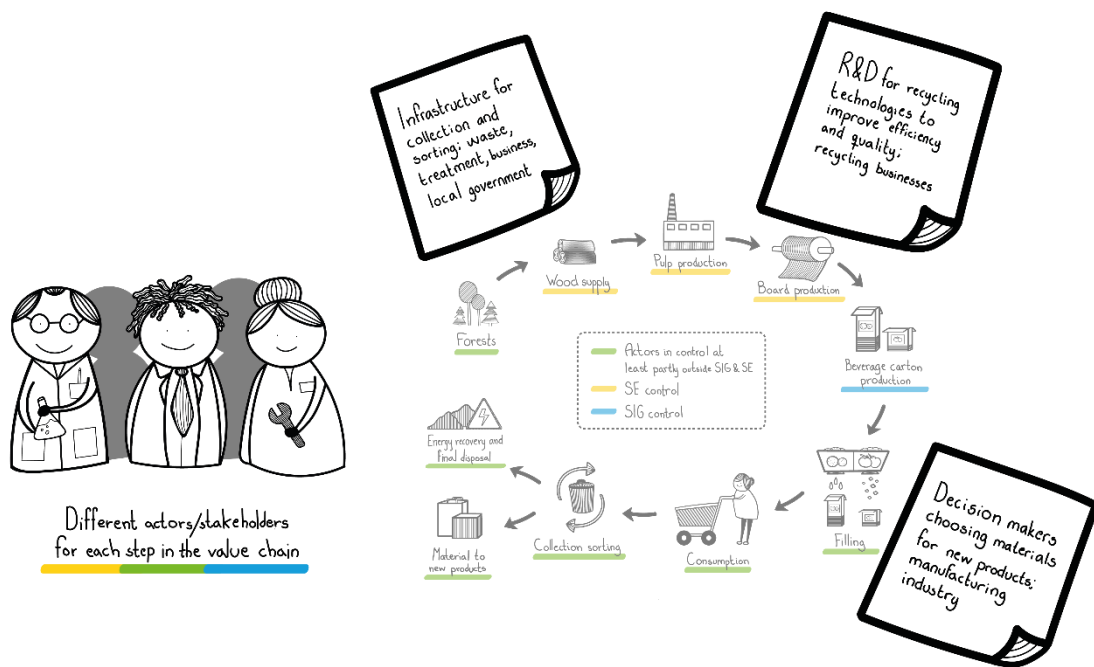 Infrastructure for
collection and
sorting; waste,
treatment, business,
local government
R&D for recycling
technologies to
improve efficiency
and quality;
recycling businesses
Forests
Wood supply
Pulp production
Board production
Beverage carton
production
Filling
Consumption
Collection sorting
Material to
new products
Energy recovery and
final disposal
Actors in control at
least partly outside SIG & SE
SE control
SIG control
Different actors/stakeholders
for each step in the value chain
Decision makers
choosing materials
for new products;
manufacturing
industry